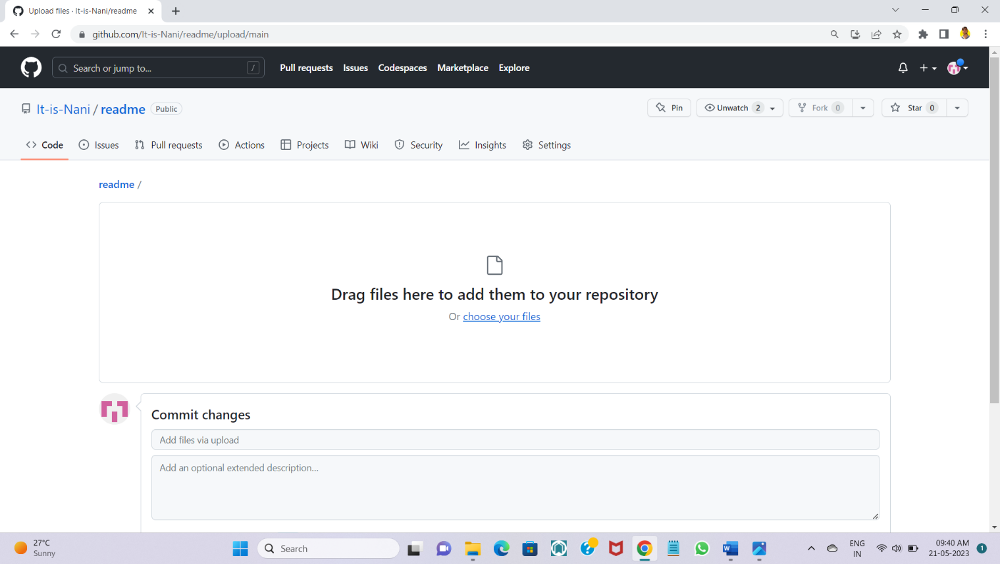 Upload files · It-is-Nani/readme
github.com/It-is-Nani/readme/upload/main
Search or jump to... /
Pull requests Issues Codespaces Marketplace Explore
It-is-Nani / readme Public
Pin Unwatch 2 Fork 0 Star 0
Code Issues Pull requests Actions Projects Wiki Security Insights Settings
readme /
Drag files here to add them to your repository
Or choose your files
Commit changes
Add files via upload
Add an optional extended description...
27°C
Sunny
Search
ENG
IN
09:40 AM
21-05-2023
1